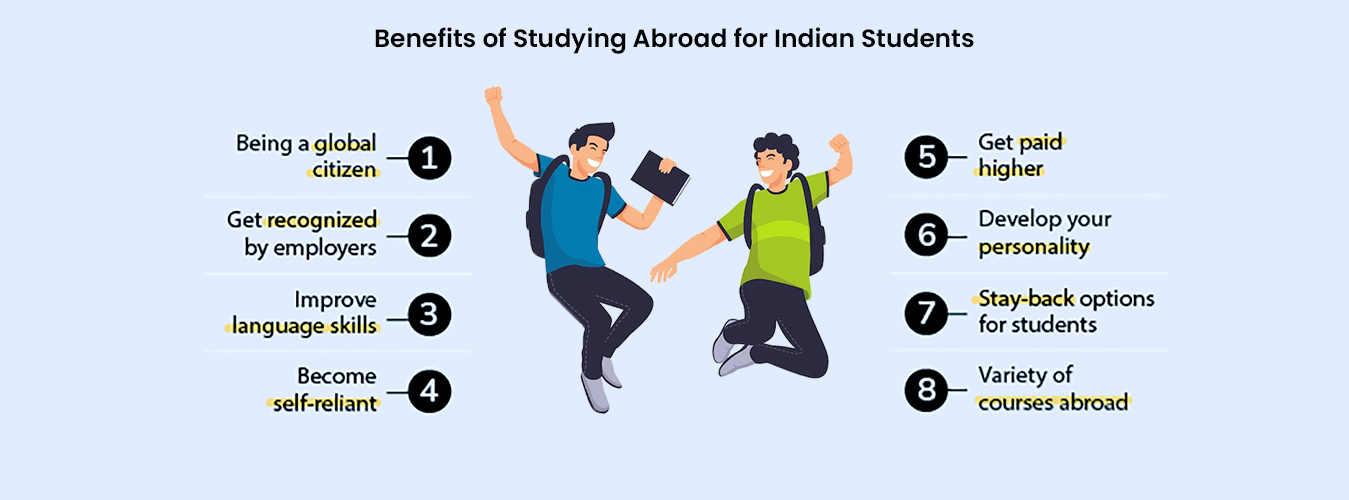 Benefits of Studying Abroad for Indian Students
Being a global
citizen
1
Get recognized
by employers
2
Improve
language skills
3
Become
self-reliant
4
5
Get paid
higher
6
Develop your
personality
7
Stay-back options
for students
8
Variety of
courses abroad